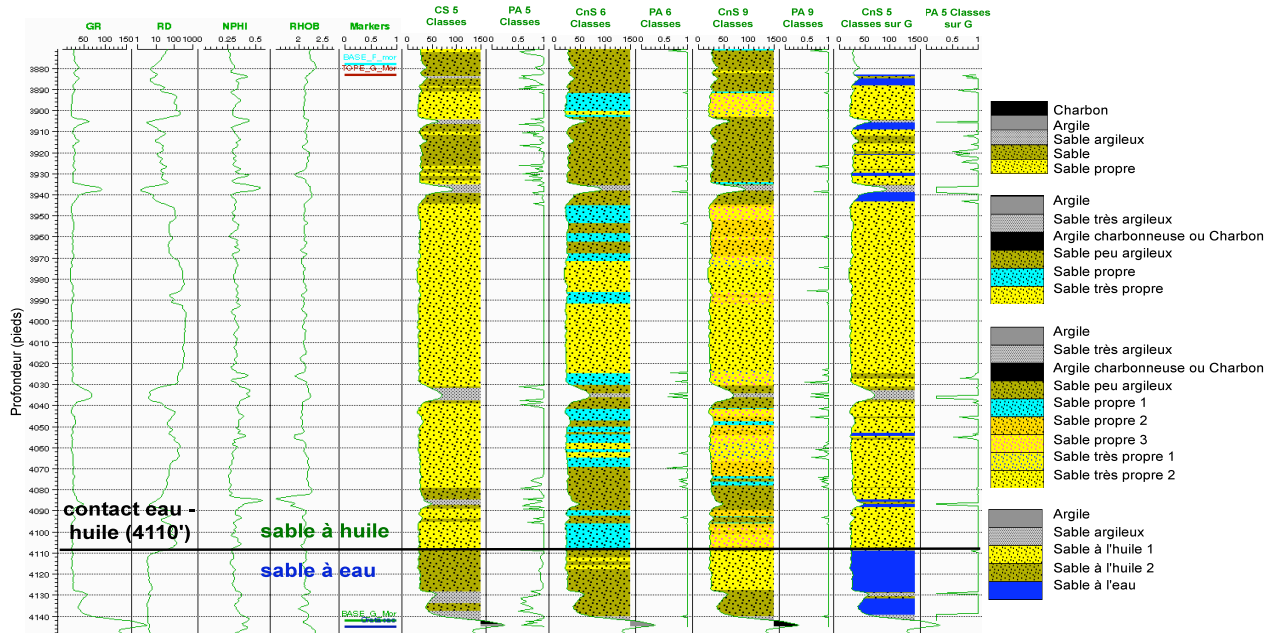 CS 5 Classes
PA 5 Classes
CnS 6 Classes
PA 6 Classes
CnS 9 Classes
PA 9 Classes
CnS 5 Classes sur G
PA 5 Classes sur G
GR
RD
NPHI
RHOB
Markers
50 100 150
1 10 100 1000
0.25 0.5
2 2.5
0 0.5 1
50 100 150
0 0.5 1
50 100 150
0 0.5 1
50 100 150
0 0.5 1
50 100 150
0 0.5 1
BASE_F_mor
TOPE_G_Mor
Profondeur (pieds)
3880
3890
3900
3910
3920
3930
3940
3950
3960
3970
3980
3990
4000
4010
4020
4030
4040
4050
4060
4070
4080
4090
4100
4110
4120
4130
4140
contact eau -
huile (4110')
sable à huile
sable à eau
BASE_G_Mor
Charbon
Argile
Sable argileux
Sable
Sable propre
Argile
Sable très argileux
Argile charbonneuse ou Charbon
Sable peu argileux
Sable propre
Sable très propre
Argile
Sable très argileux
Argile charbonneuse ou Charbon
Sable peu argileux
Sable propre 1
Sable propre 2
Sable propre 3
Sable très propre 1
Sable très propre 2
Argile
Sable argileux
Sable à l'huile 1
Sable à l'huile 2
Sable à l'eau